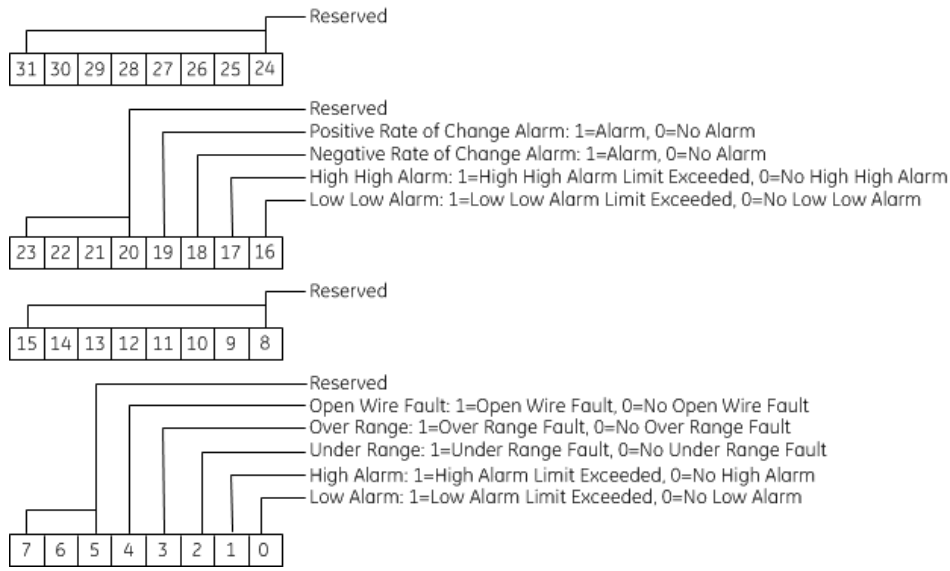 Reserved
31 30 29 28 27 26 25 24
Reserved
Positive Rate of Change Alarm: 1=Alarm, 0=No Alarm
Negative Rate of Change Alarm: 1=Alarm, 0=No Alarm
High High Alarm: 1=High High Alarm Limit Exceeded, 0=No High High Alarm
Low Low Alarm: 1=Low Low Alarm Limit Exceeded, 0=No Low Low Alarm
23 22 21 20 19 18 17 16
Reserved
15 14 13 12 11 10 9 8
Reserved
Open Wire Fault: 1=Open Wire Fault, 0=No Open Wire Fault
Over Range: 1=Over Range Fault, 0=No Over Range Fault
Under Range: 1=Under Range Fault, 0=No Under Range Fault
High Alarm: 1=High Alarm Limit Exceeded, 0=No High Alarm
Low Alarm: 1=Low Alarm Limit Exceeded, 0=No Low Alarm
7 6 5 4 3 2 1 0